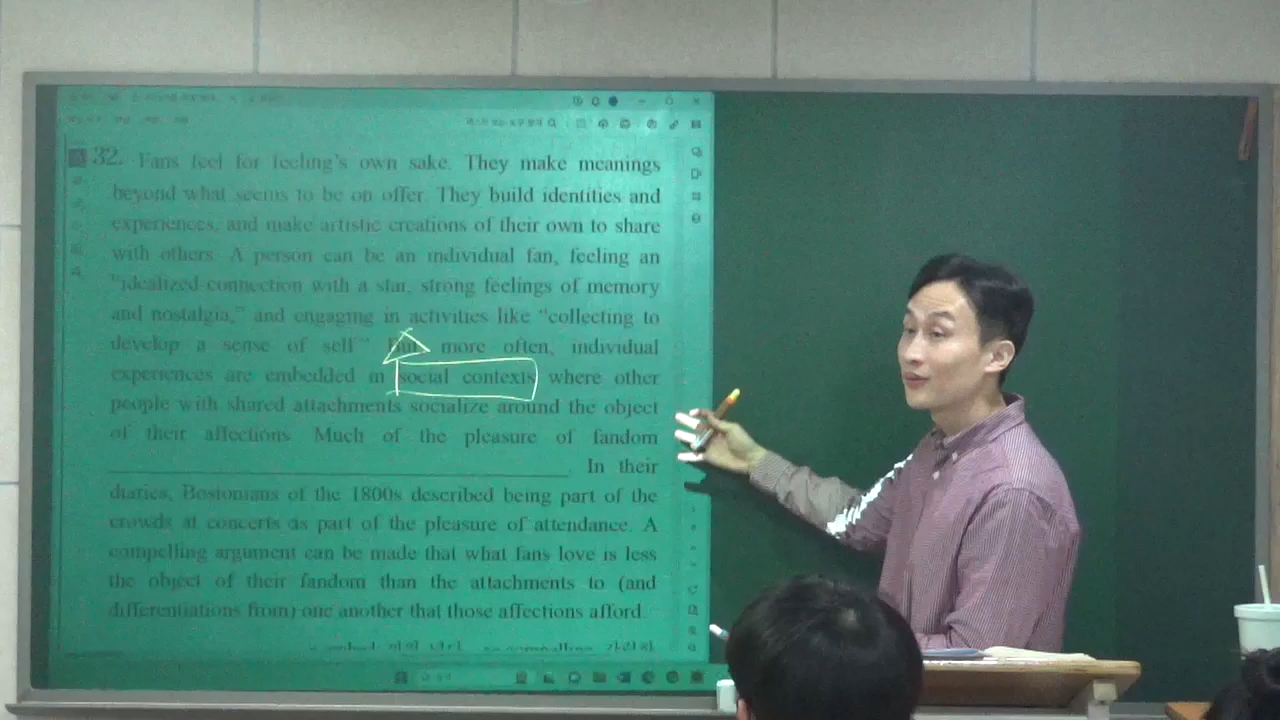 32. Fans feel for feeling's own sake. They make meanings
beyond what seems to be on offer. They build identities and
experiences, and make artistic creations of their own to share
with others. A person can be an individual fan, feeling an
"idealized connection with a star, strong feelings of memory
and nostalgia," and engaging in activities like "collecting to
develop a sense of self." But more often, individual
experiences are embedded in social contexts where other
people with shared attachments socialize around the object
of their affections. Much of the pleasure of fandom
In their
diaries, Bostonians of the 1800s described being part of the
crowds at concerts as part of the pleasure of attendance. A
compelling argument can be made that what fans love is less
the object of their fandom than the attachments to (and
differentiations from) one another that those affections afford.